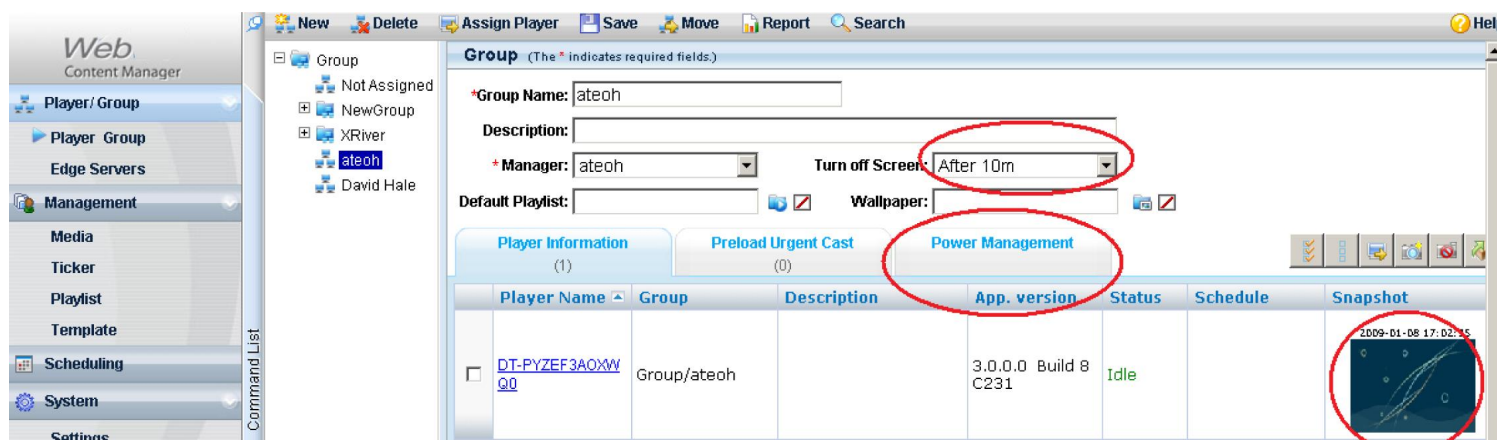 New Delete Assign Player Save Move Report Search Hel
Web.
Content Manager
Player/Group
Player Group
Edge Servers
Management
Media
Ticker
Playlist
Template
Scheduling
System
Settings
Command List
Group
Not Assigned
NewGroup
XRiver
ateoh
David Hale
Group (The * indicates required fields.)
*Group Name: ateoh
Description:
* Manager: ateoh Turn off Screen: After 10m
Default Playlist: Wallpaper:
Player Information Preload Urgent Cast Power Management
(1) (0)
Player Name Group Description App. version Status Schedule Snapshot
2009-01-08 17:02:35
DT-PYZEF3AOXW
Q0
Group/ateoh
3.0.0.0 Build 8
C231
Idle